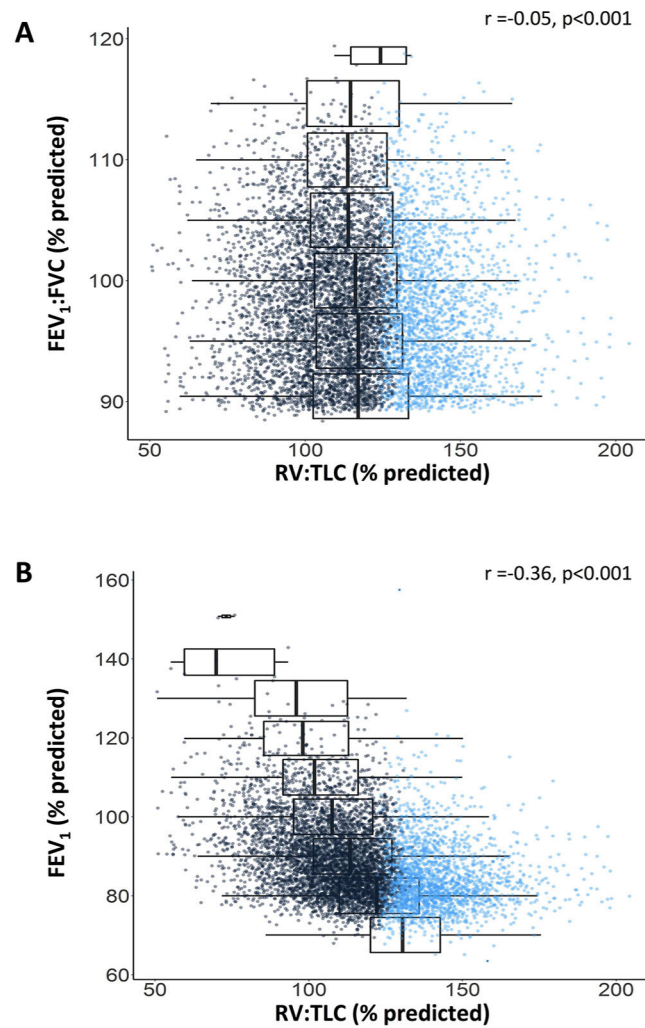 A
r =-0.05, p<0.001
120
110
100
90
FEV₁:FVC (% predicted)
50 100 150 200
RV:TLC (% predicted)
B
r =-0.36, p<0.001
160
140
120
100
80
60
FEV₁ (% predicted)
50 100 150 200
RV:TLC (% predicted)